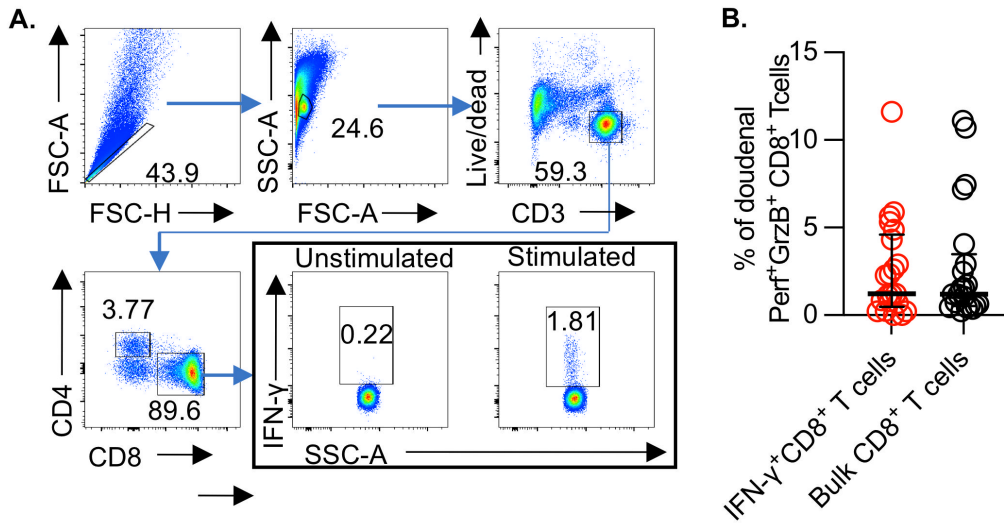 A.
FSC-A
43.9
FSC-H
SSC-A
24.6
FSC-A
Live/dead
59.3
CD3
CD4
3.77
89.6
CD8
Unstimulated
Stimulated
IFN-γ
0.22
1.81
SSC-A
B.
% of doudenal
Perf⁺GrzB⁺ CD8⁺ Tcells
15
10
5
0
IFN-γ⁺CD8⁺ T cells
Bulk CD8⁺ T cells